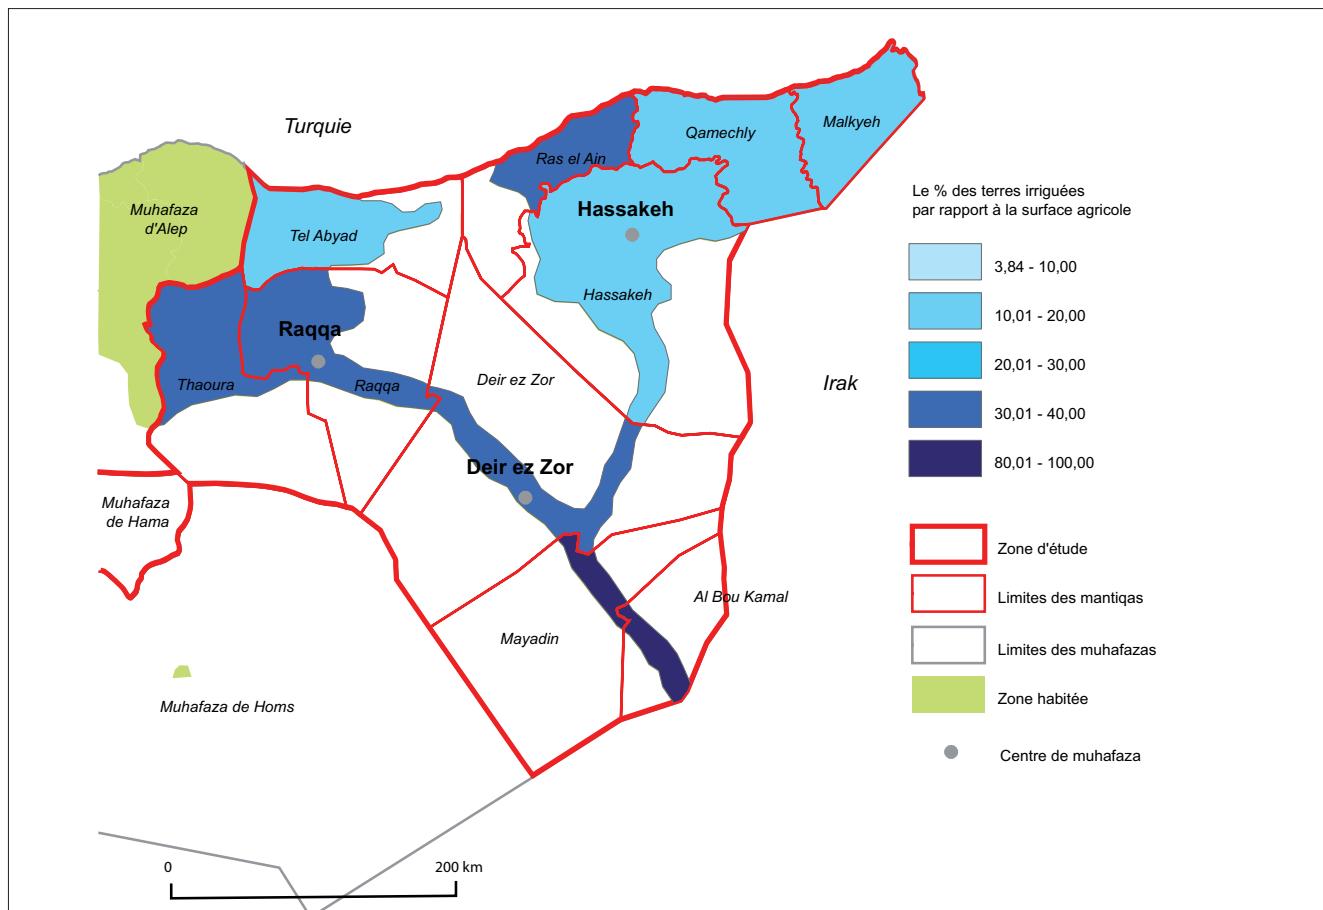 Turquie
Malkyeh
Qamechly
Ras el Ain
Muhafaza
d'Alep
Tel Abyad
Hassakeh
Hassakeh
Raqqa
Thaoura
Raqqa
Deir ez Zor
Irak
Deir ez Zor
Muhafaza
de Hama
Al Bou Kamal
Mayadin
Muhafaza de Homs
0
200 km
Le % des terres irriguées
par rapport à la surface agricole
3,84 - 10,00
10,01 - 20,00
20,01 - 30,00
30,01 - 40,00
80,01 - 100,00
Zone d'étude
Limites des mantiqas
Limites des muhafazas
Zone habitée
Centre de muhafaza